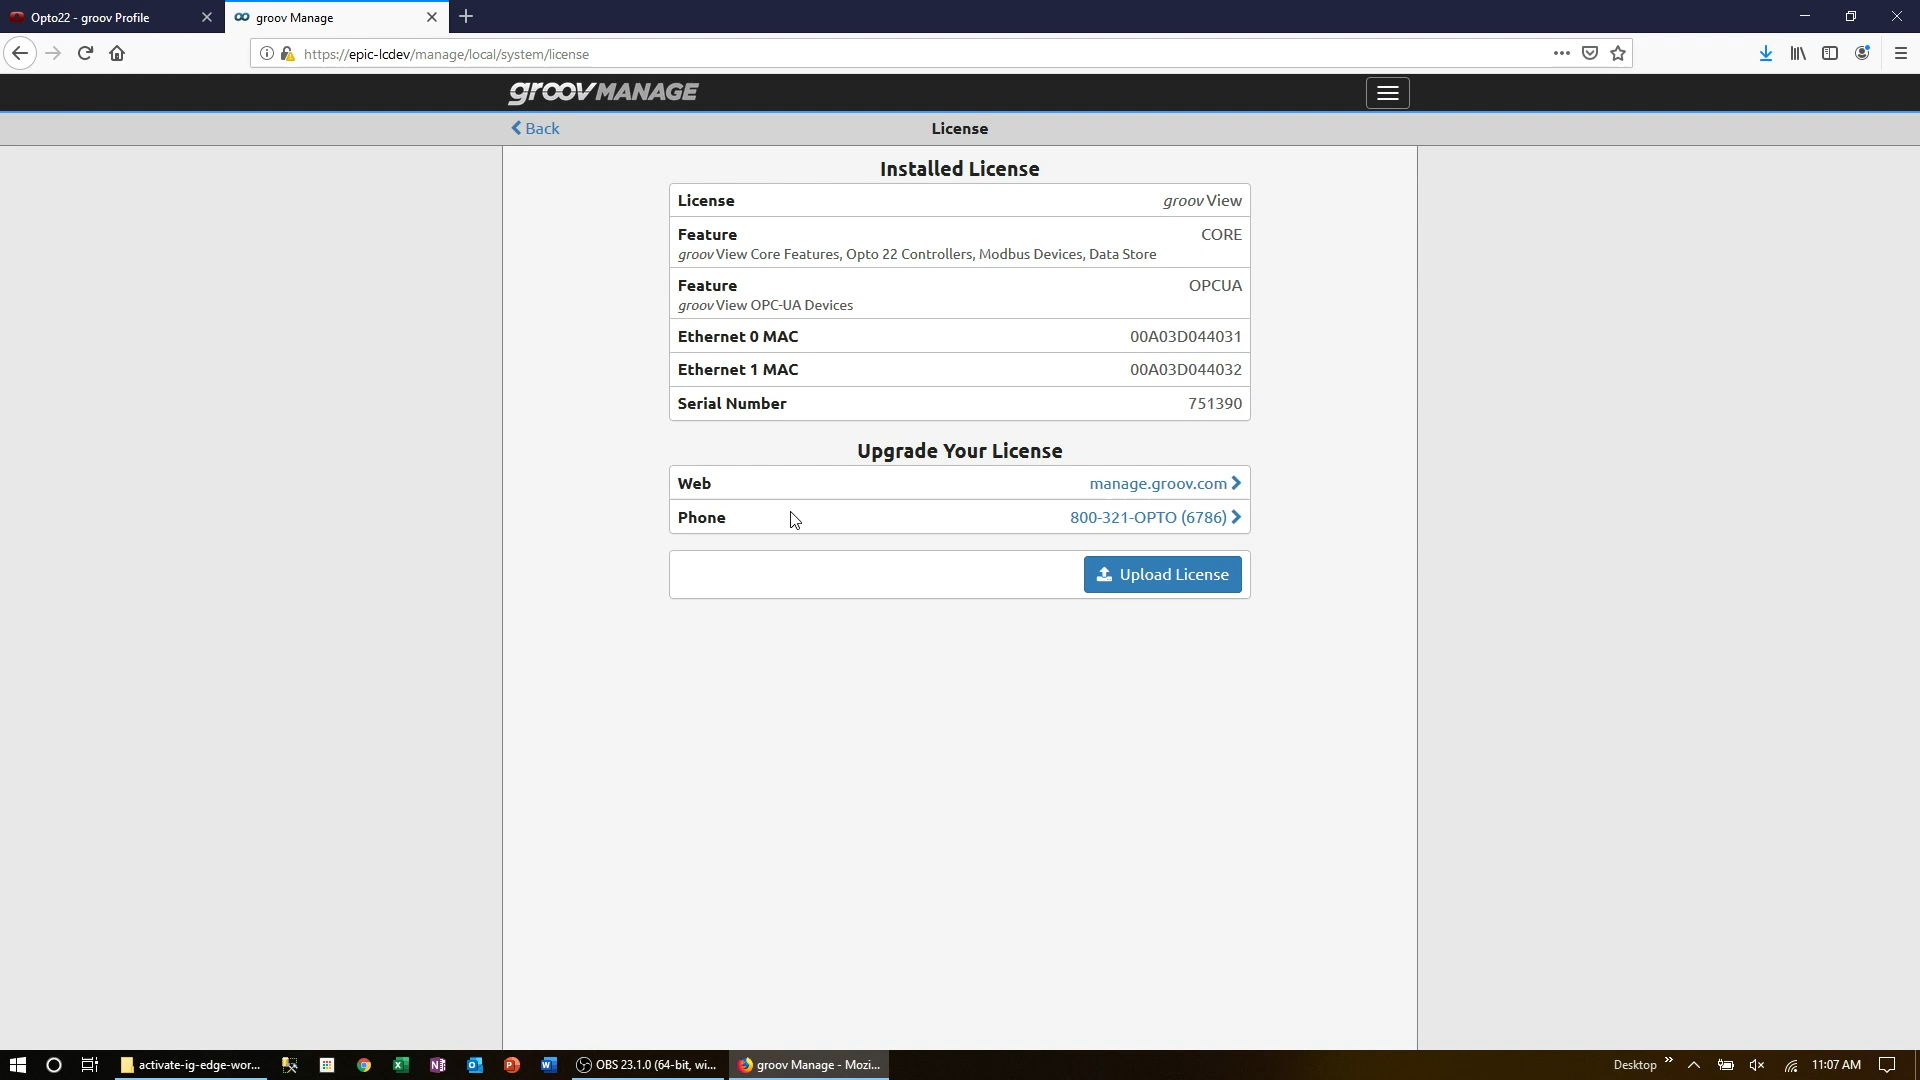 Opto22 - groov Profile
groov Manage
https://epic-lcdev/manage/local/system/license
groov MANAGE
Back
License
Installed License
License groov View
Feature CORE
groov View Core Features, Opto 22 Controllers, Modbus Devices, Data Store
Feature OPCUA
groov View OPC-UA Devices
Ethernet 0 MAC 00A03D044031
Ethernet 1 MAC 00A03D044032
Serial Number 751390
Upgrade Your License
Web manage.groov.com
Phone 800-321-OPTO (6786)
Upload License
activate-ig-edge-wor...
OBS 23.1.0 (64-bit, wi...
groov Manage - Mozi...
Desktop
11:07 AM